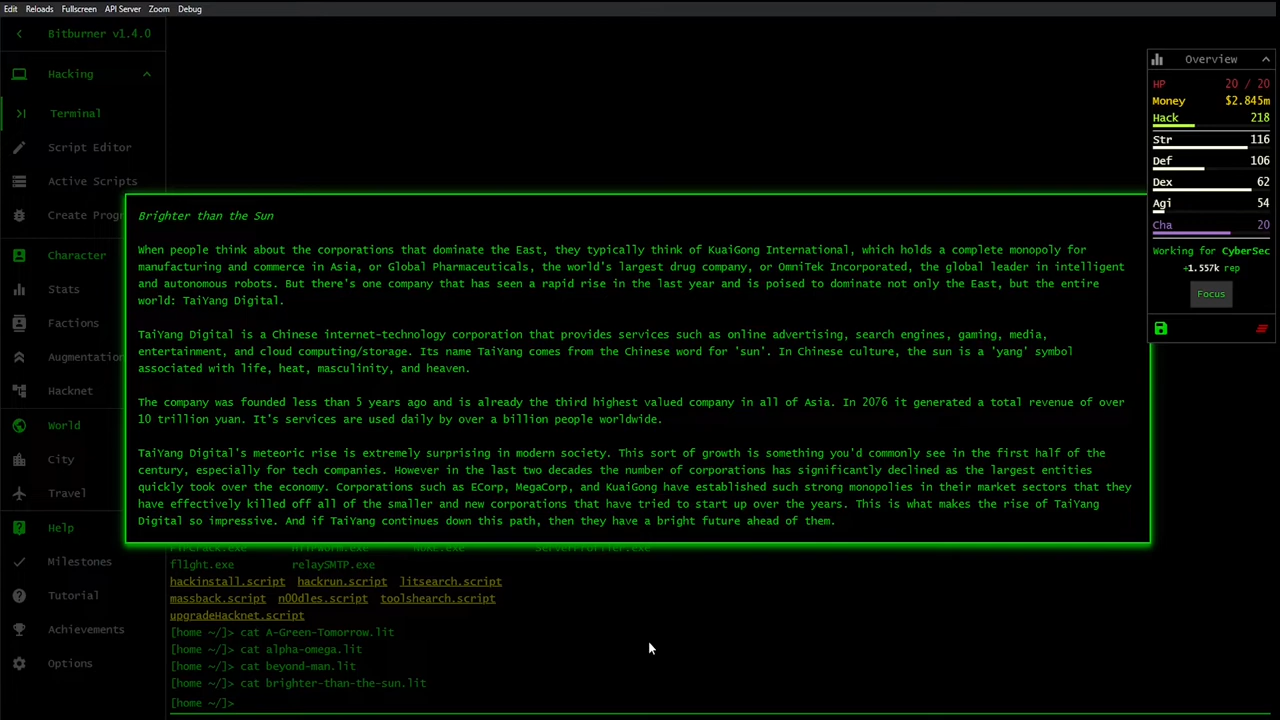 Edit Reloads Fullscreen API Server Zoom Debug
Bitburner v1.4.0
Hacking
Terminal
Script Editor
Active Scripts
Create Progr
Character
Stats
Factions
Augmentation
Hacknet
World
City
Travel
Help
Milestones
Tutorial
Achievements
Options
Brighter than the Sun
When people think about the corporations that dominate the East, they typically think of KuaiGong International, which holds a complete monopoly for
manufacturing and commerce in Asia, or Global Pharmaceuticals, the world's largest drug company, or OmniTek Incorporated, the global leader in intelligent
and autonomous robots. But there's one company that has seen a rapid rise in the last year and is poised to dominate not only the East, but the entire
world: TaiYang Digital.
TaiYang Digital is a Chinese internet-technology corporation that provides services such as online advertising, search engines, gaming, media,
entertainment, and cloud computing/storage. Its name TaiYang comes from the Chinese word for 'sun'. In Chinese culture, the sun is a 'yang' symbol
associated with life, heat, masculinity, and heaven.
The company was founded less than 5 years ago and is already the third highest valued company in all of Asia. In 2076 it generated a total revenue of over
10 trillion yuan. It's services are used daily by over a billion people worldwide.
TaiYang Digital's meteoric rise is extremely surprising in modern society. This sort of growth is something you'd commonly see in the first half of the
century, especially for tech companies. However in the last two decades the number of corporations has significantly declined as the largest entities
quickly took over the economy. Corporations such as ECorp, MegaCorp, and KuaiGong have established such strong monopolies in their market sectors that they
have effectively killed off all of the smaller and new corporations that have tried to start up over the years. This is what makes the rise of TaiYang
Digital so impressive. And if TaiYang continues down this path, then they have a bright future ahead of them.
fl1ght.exe relaySMTP.exe
hackinstall.script hackrun.script litsearch.script
massback.script n00dles.script toolshearch.script
upgradeHacknet.script
[home ~/]> cat A-Green-Tomorrow.lit
[home ~/]> cat alpha-omega.lit
[home ~/]> cat beyond-man.lit
[home ~/]> cat brighter-than-the-sun.lit
[home ~/]>
Overview
HP 20 / 20
Money $2.845m
Hack 218
Str 116
Def 106
Dex 62
Agi 54
Cha 20
Working for CyberSec
+1.557k rep
Focus